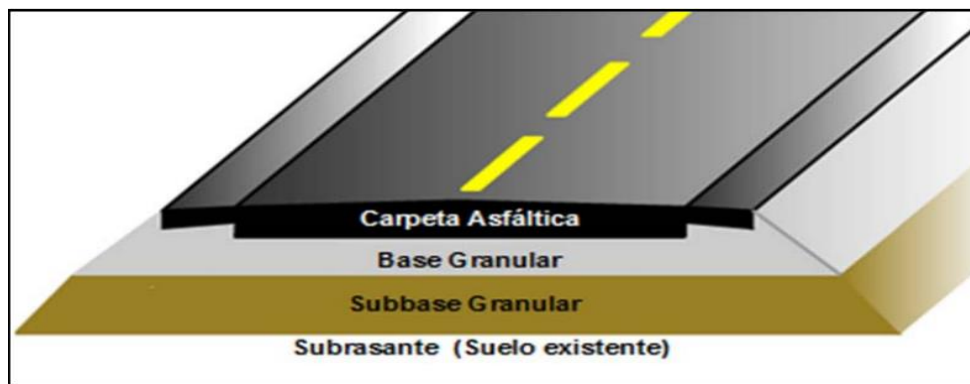 Carpeta Asfáltica
Base Granular
Subbase Granular
Subrasante (Suelo existente)